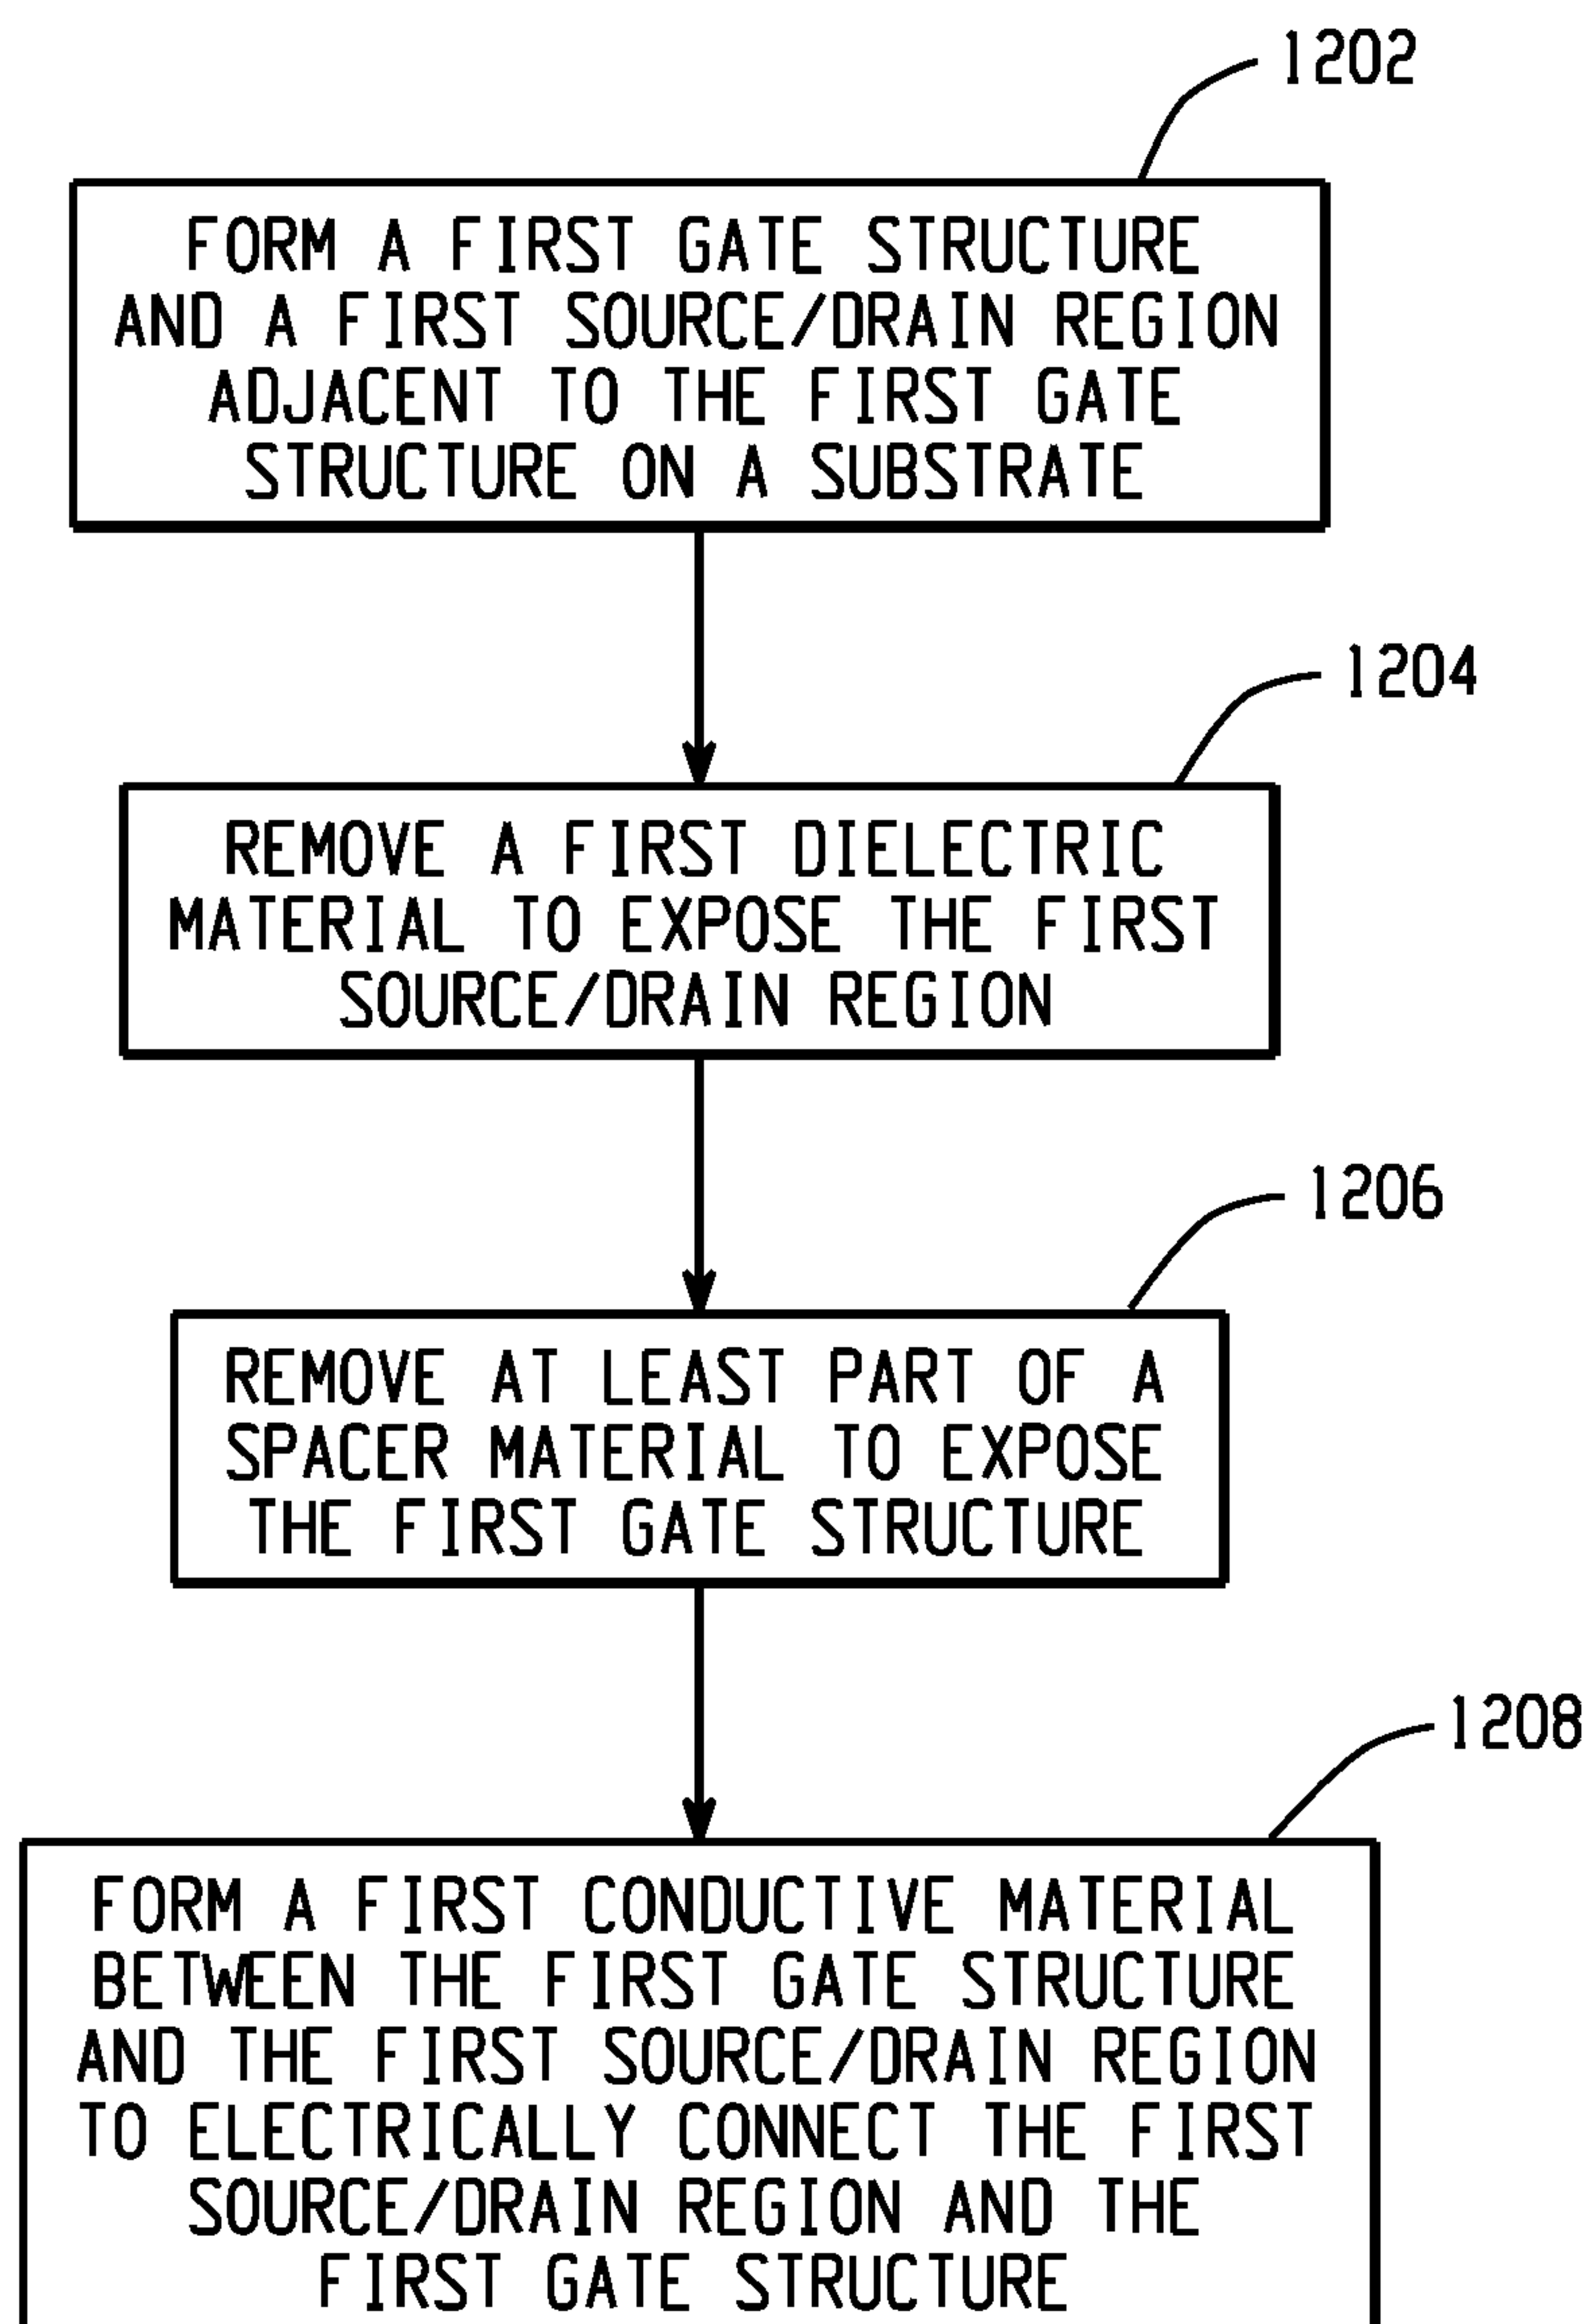 1202
FORM A FIRST GATE STRUCTURE
AND A FIRST SOURCE/DRAIN REGION
ADJACENT TO THE FIRST GATE
STRUCTURE ON A SUBSTRATE
1204
REMOVE A FIRST DIELECTRIC
MATERIAL TO EXPOSE THE FIRST
SOURCE/DRAIN REGION
1206
REMOVE AT LEAST PART OF A
SPACER MATERIAL TO EXPOSE
THE FIRST GATE STRUCTURE
1208
FORM A FIRST CONDUCTIVE MATERIAL
BETWEEN THE FIRST GATE STRUCTURE
AND THE FIRST SOURCE/DRAIN REGION
TO ELECTRICALLY CONNECT THE FIRST
SOURCE/DRAIN REGION AND THE
FIRST GATE STRUCTURE